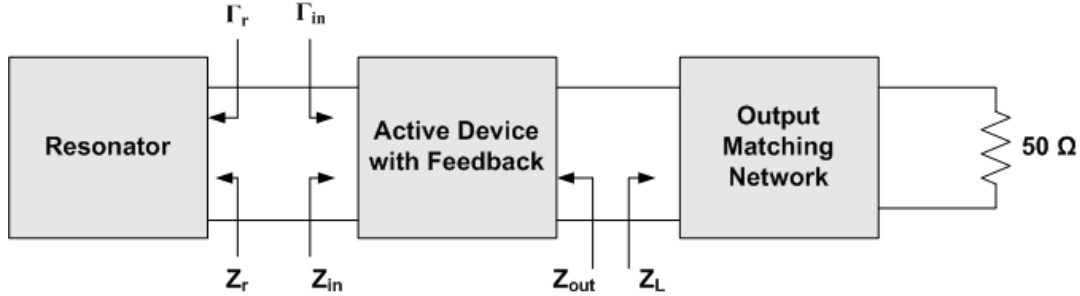 Γr
Γin
Resonator
Active Device
with Feedback
Output
Matching
Network
50 Ω
Zr
Zin
Zout
ZL